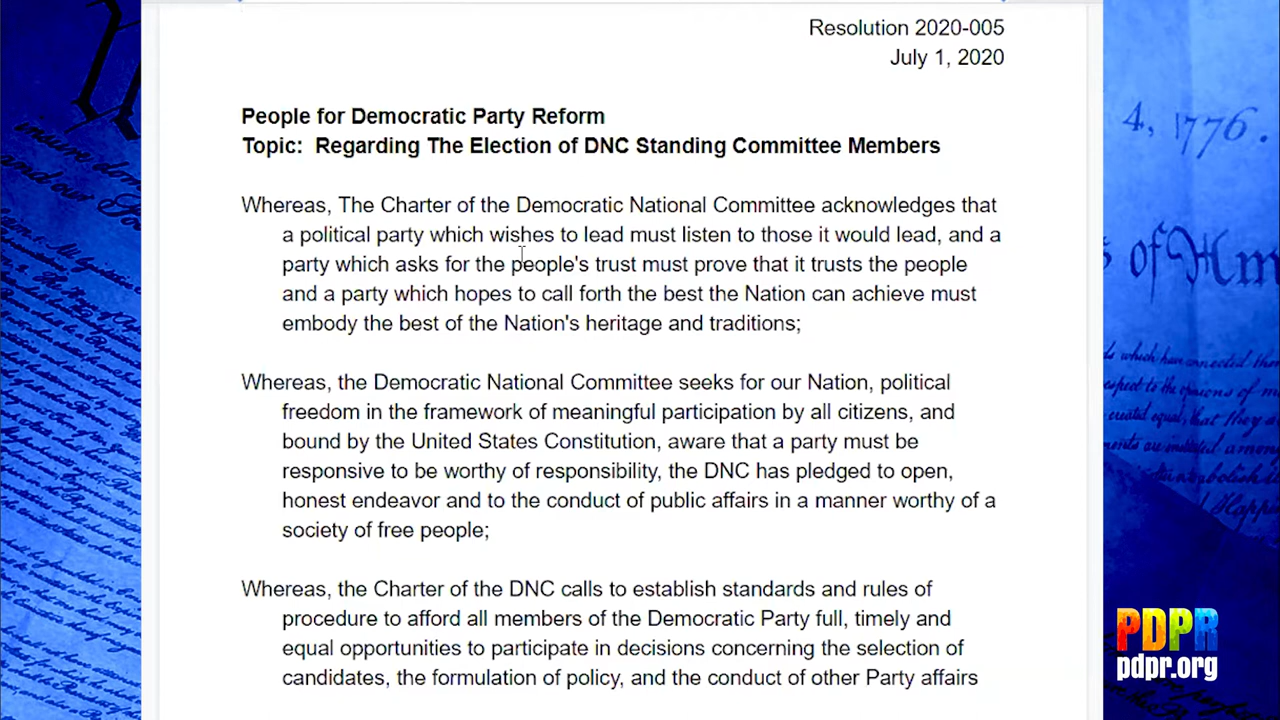 Resolution 2020-005
July 1, 2020
People for Democratic Party Reform
Topic: Regarding The Election of DNC Standing Committee Members
Whereas, The Charter of the Democratic National Committee acknowledges that
a political party which wishes to lead must listen to those it would lead, and a
party which asks for the people's trust must prove that it trusts the people
and a party which hopes to call forth the best the Nation can achieve must
embody the best of the Nation's heritage and traditions;
Whereas, the Democratic National Committee seeks for our Nation, political
freedom in the framework of meaningful participation by all citizens, and
bound by the United States Constitution, aware that a party must be
responsive to be worthy of responsibility, the DNC has pledged to open,
honest endeavor and to the conduct of public affairs in a manner worthy of a
society of free people;
Whereas, the Charter of the DNC calls to establish standards and rules of
procedure to afford all members of the Democratic Party full, timely and
equal opportunities to participate in decisions concerning the selection of
candidates, the formulation of policy, and the conduct of other Party affairs
4, 1776.
of Am
PDPR
pdpr.org